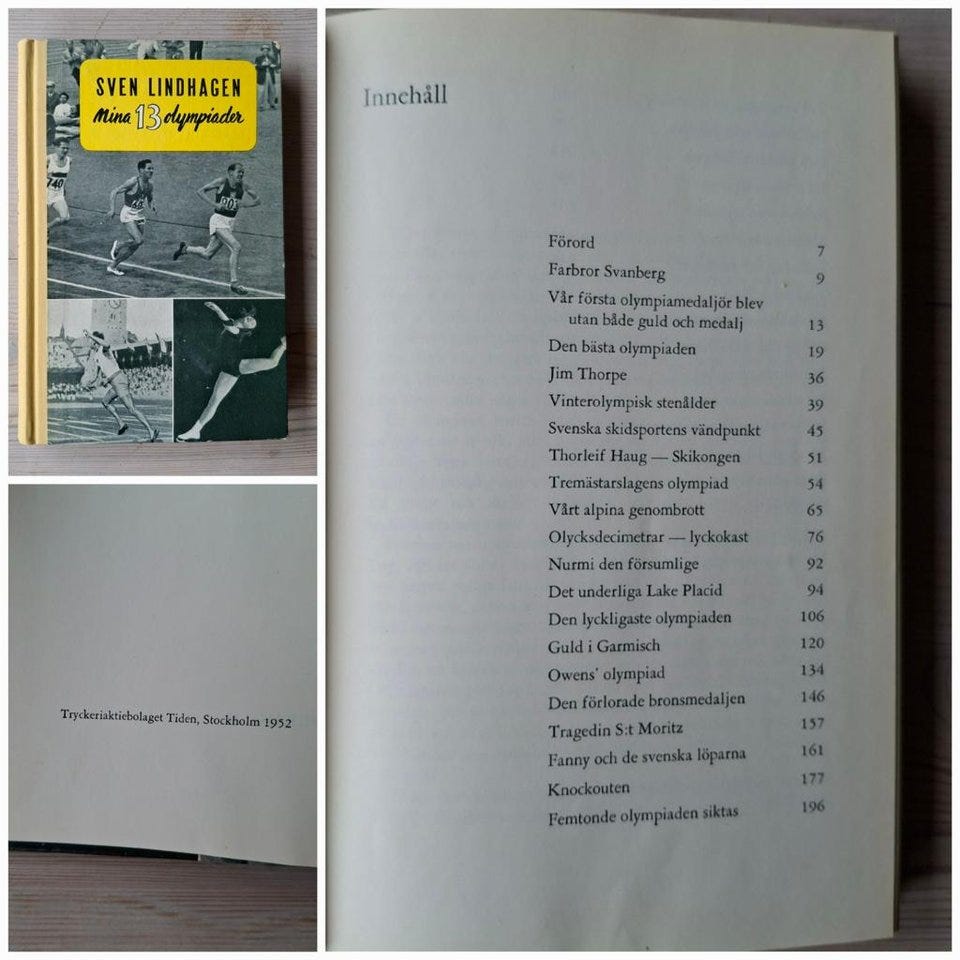 SVEN LINDHAGEN
Mina 13 olympiader
740
903
Tryckeriaktiebolaget Tiden, Stockholm 1952
Innehåll
Förord 7
Farbror Svanberg 9
Vår första olympiamedaljör blev
utan både guld och medalj 13
Den bästa olympiaden 19
Jim Thorpe 36
Vinterolympisk stenålder 39
Svenska skidsportens vändpunkt 45
Thorleif Haug — Skikongen 51
Tremästarslagens olympiad 54
Vårt alpina genombrott 65
Olycksdecimetrar — lyckokast 76
Nurmi den försumlige 92
Det underliga Lake Placid 94
Den lyckligaste olympiaden 106
Guld i Garmisch 120
Owens' olympiad 134
Den förlorade bronsmedaljen 146
Tragedin S:t Moritz 157
Fanny och de svenska löparna 161
Knockouten 177
Femtonde olympiaden siktas 196